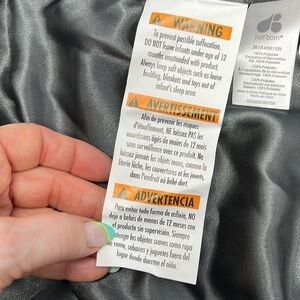 WARNING
To prevent possible suffocation,
DO NOT leave infants under age of 12
months unattended with product.
Always keep soft objects such as loose
bedding, blankets and toys out of
infant's sleep area.
AVERTISSEMENT
Afin de prévenir les risques
d'étouffement, NE laissez PAS les
nourrissons âgés de moins de 12 mois
sans surveillance avec ce produit. Ne
laissez jamais les objets mous, comme la
literie lâche, les couvertures et les jouets,
dans l'endroit où bébé dort.
ADVERTENCIA
Para evitar toda forma de asfixia, NO
deje a bebés de menos de 12 meses con
el producto sin supervisión. Siempre
tenga los objetos suaves como ropa
de cama, sábanas y juguetes fuera del
lugar donde duerme el niño.
just born
100% Polyester